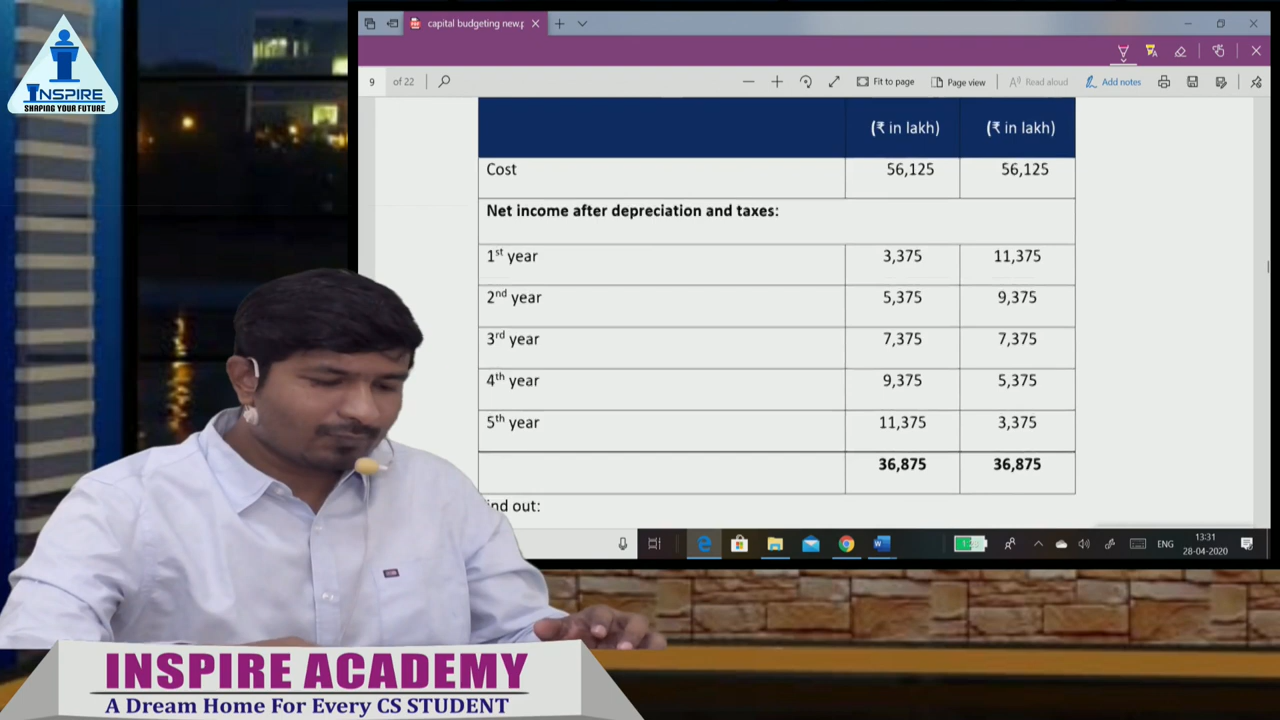 INSPIRE
SHAPING YOUR FUTURE
capital budgeting new.p
9 of 22
Fit to page
Page view
Read aloud
Add notes
(₹ in lakh) (₹ in lakh)
Cost 56,125 56,125
Net income after depreciation and taxes:
1st year 3,375 11,375
2nd year 5,375 9,375
3rd year 7,375 7,375
4th year 9,375 5,375
5th year 11,375 3,375
36,875 36,875
ind out:
ENG
13:31
28-04-2020
INSPIRE ACADEMY
A Dream Home For Every CS STUDENT